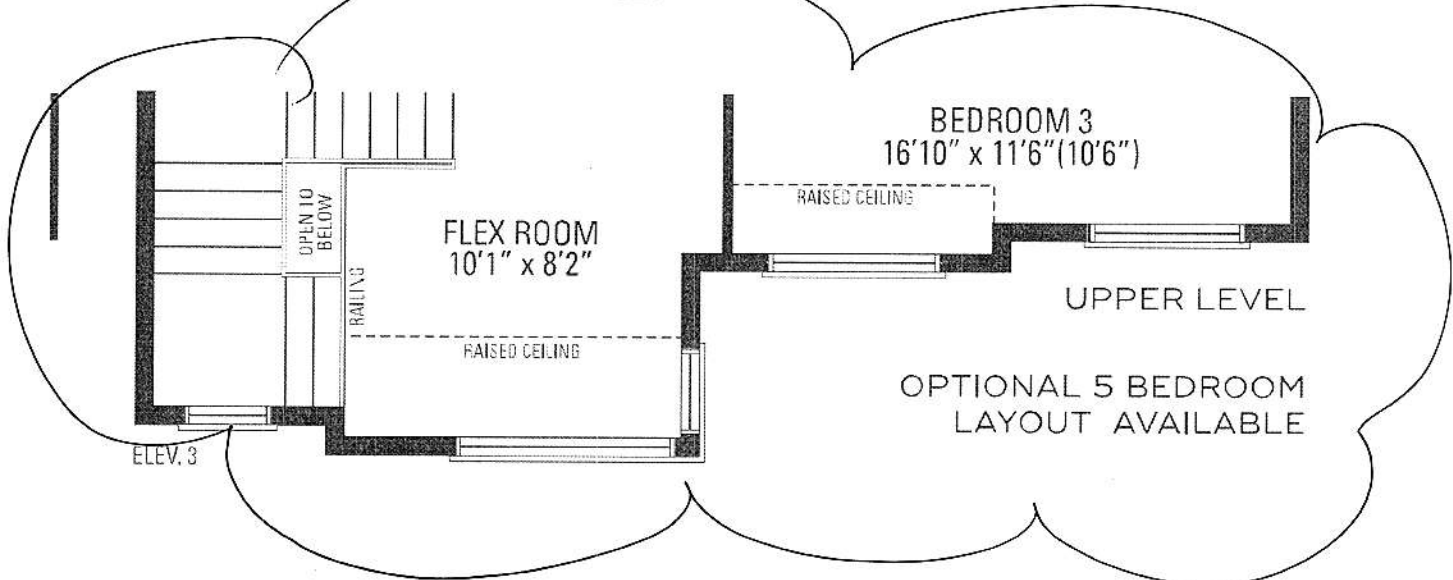 BEDROOM 3
16'10" x 11'6"(10'6")
RAISED CEILING
OPEN TO
BELOW
FLEX ROOM
10'1" x 8'2"
RAILING
RAISED CEILING
UPPER LEVEL
OPTIONAL 5 BEDROOM
LAYOUT AVAILABLE
ELEV. 3